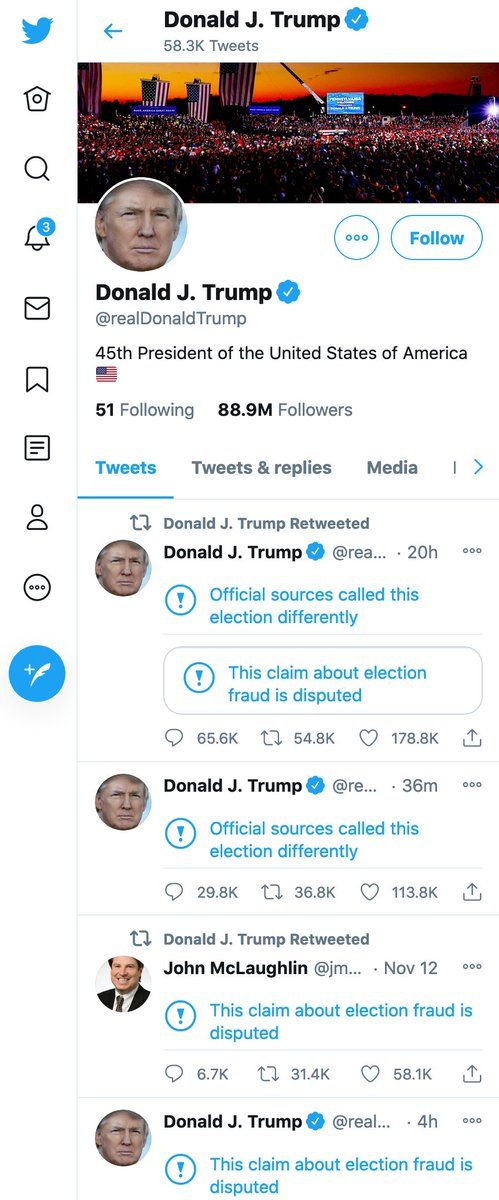 Donald J. Trump
58.3K Tweets
3
Follow
Donald J. Trump
@realDonaldTrump
45th President of the United States of America
🇺🇸
51 Following 88.9M Followers
Tweets Tweets & replies Media
Donald J. Trump Retweeted
Donald J. Trump @rea... · 20h
Official sources called this
election differently
This claim about election
fraud is disputed
65.6K 54.8K 178.8K
Donald J. Trump @re... · 36m
Official sources called this
election differently
29.8K 36.8K 113.8K
Donald J. Trump Retweeted
John McLaughlin @jm... · Nov 12
This claim about election fraud is
disputed
6.7K 31.4K 58.1K
Donald J. Trump @real... · 4h
This claim about election fraud is
disputed